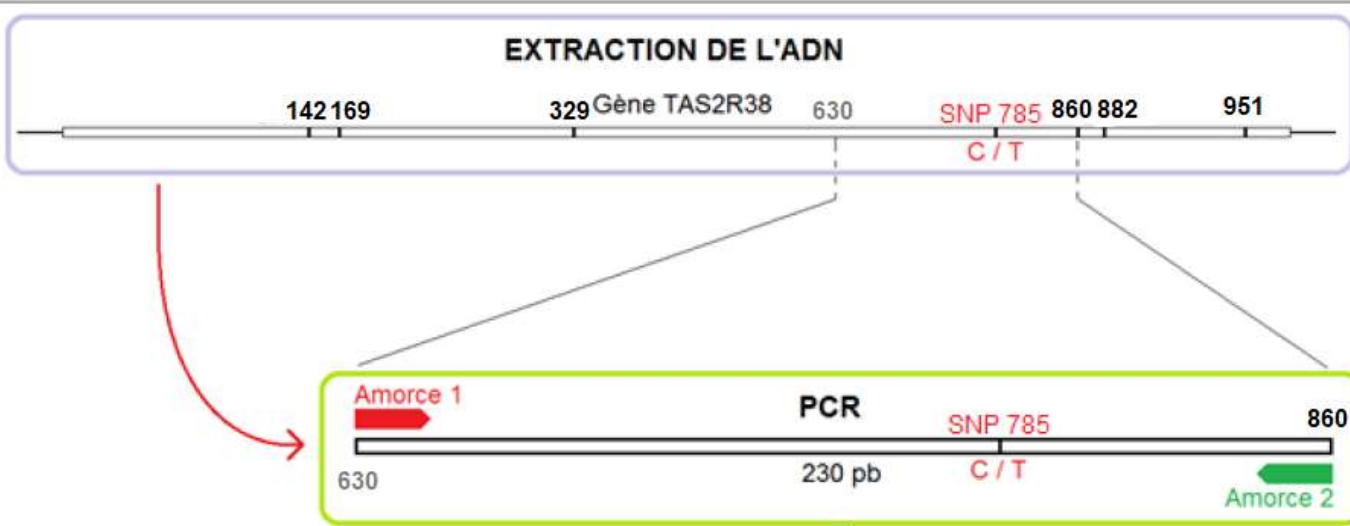 EXTRACTION DE L'ADN
142 169 329 Gène TAS2R38 630 SNP 785 860 882 951
C / T
Amorce 1
PCR
SNP 785
860
630
230 pb
C / T
Amorce 2